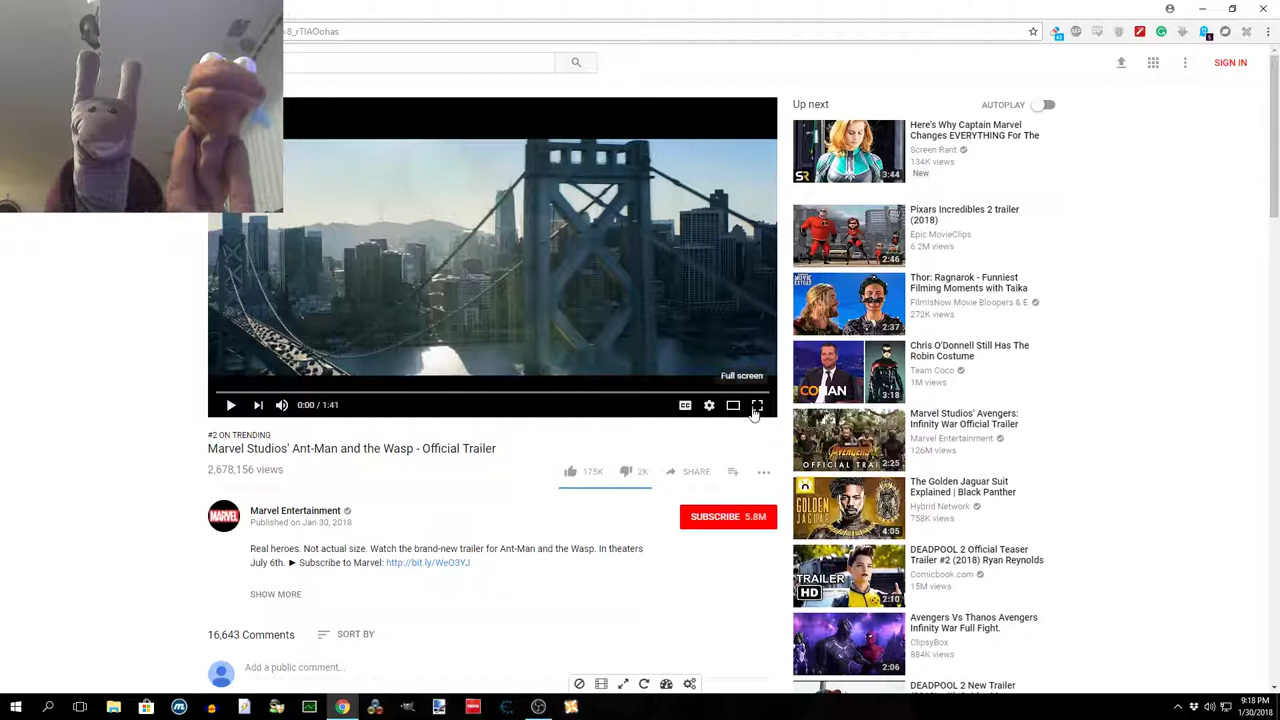 8_rTIAOohas
SIGN IN
Up next
AUTOPLAY
Here's Why Captain Marvel
Changes EVERYTHING For The
Screen Rant
134K views
New
SR
3:44
Pixars Incredibles 2 trailer
(2018)
Epic MovieClips
6.2M views
2:46
Thor: Ragnarok - Funniest
Filming Moments with Taika
FilmIsNow Movie Bloopers & E
272K views
2:37
Chris O'Donnell Still Has The
Robin Costume
Team Coco
1M views
CONAN
3:18
Full screen
0:00 / 1:41
CC
Marvel Studios' Avengers:
Infinity War Official Trailer
Marvel Entertainment
126M views
AVENGERS
OFFICIAL TRAI
2:25
#2 ON TRENDING
Marvel Studios' Ant-Man and the Wasp - Official Trailer
2,678,156 views
175K
2K
SHARE
The Golden Jaguar Suit
Explained | Black Panther
Hybrid Network
758K views
GOLDEN
JAGUAR
4:05
MARVEL
Marvel Entertainment
Published on Jan 30, 2018
SUBSCRIBE 5.8M
Real heroes. Not actual size. Watch the brand-new trailer for Ant-Man and the Wasp. In theaters
July 6th. ► Subscribe to Marvel: http://bit.ly/WeO3YJ
SHOW MORE
DEADPOOL 2 Official Teaser
Trailer #2 (2018) Ryan Reynolds
Comicbook.com
15M views
TRAILER
HD
2:10
16,643 Comments
SORT BY
Add a public comment...
Avengers Vs Thanos Avengers
Infinity War Full Fight.
ClipsyBox
884K views
2:06
DEADPOOL 2 New Trailer
9:18 PM
1/30/2018